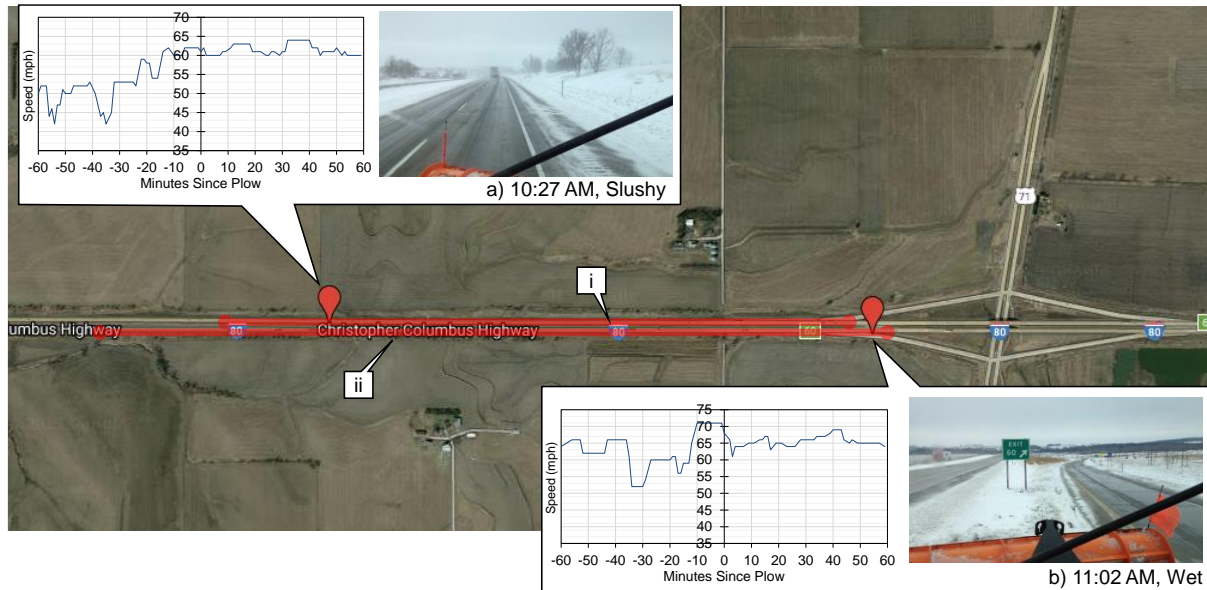 70
65
60
55
50
45
40
35
Speed (mph)
-60 -50 -40 -30 -20 -10 0 10 20 30 40 50 60
Minutes Since Plow
a) 10:27 AM, Slushy
71
i
umbus Highway
80
Christopher Columbus Highway
80
60
80
80
6
ii
75
70
65
60
55
50
45
40
35
Speed (mph)
-60 -50 -40 -30 -20 -10 0 10 20 30 40 50 60
Minutes Since Plow
EXIT
60
b) 11:02 AM, Wet